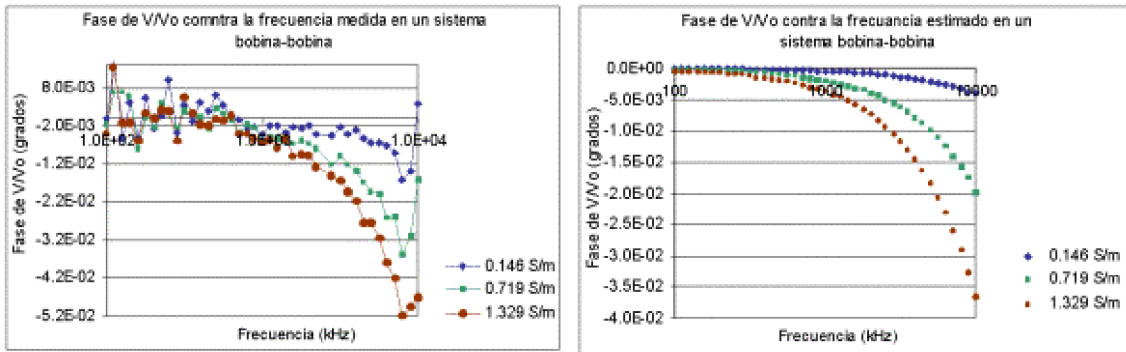 Fase de V/Vo comntra la frecuencia medida en un sistema
bobina-bobina
8.0E-03
-2.0E-03
-1.2E-02
-2.2E-02
-3.2E-02
-4.2E-02
-5.2E-02
1.0E+02
1.0E+03
1.0E+04
Fase de V/Vo (grados)
Frecuencia (kHz)
0.146 S/m
0.719 S/m
1.329 S/m
Fase de V/Vo contra la frecuancia estimado en un
sistema bobina-bobina
0.0E+00
-5.0E-03
-1.0E-02
-1.5E-02
-2.0E-02
-2.5E-02
-3.0E-02
-3.5E-02
-4.0E-02
100
1000
10000
Fase de V/Vo (grados)
Frecuencia (kHz)
0.146 S/m
0.719 S/m
1.329 S/m